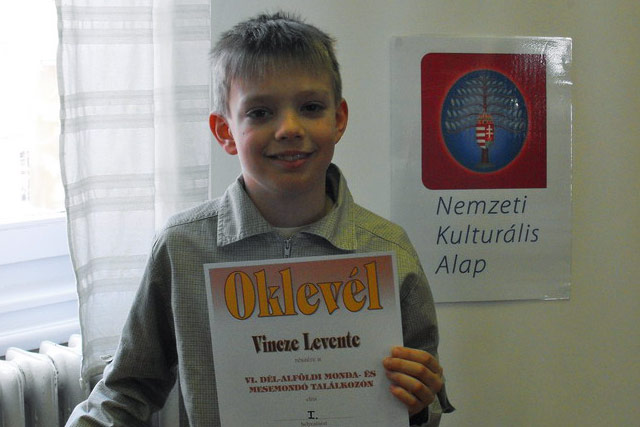 Nemzeti
Kulturális
Alap
Oklevél
Vincze Levente
VI. DÉL-ALFÖLDI MONDA- ÉS
MESEMONDÓ TALÁLKOZÓN
I.